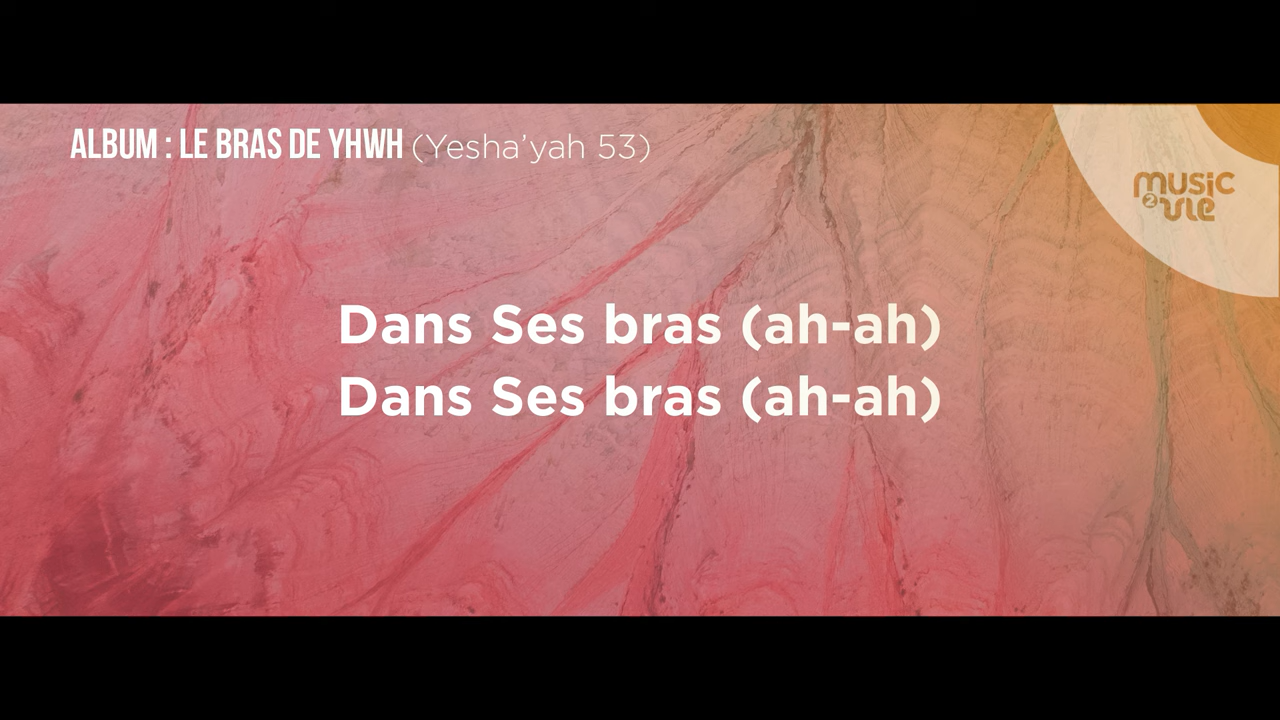 ALBUM : LE BRAS DE YHWH (Yesha’yah 53)
music
2 vie
Dans Ses bras (ah-ah)
Dans Ses bras (ah-ah)